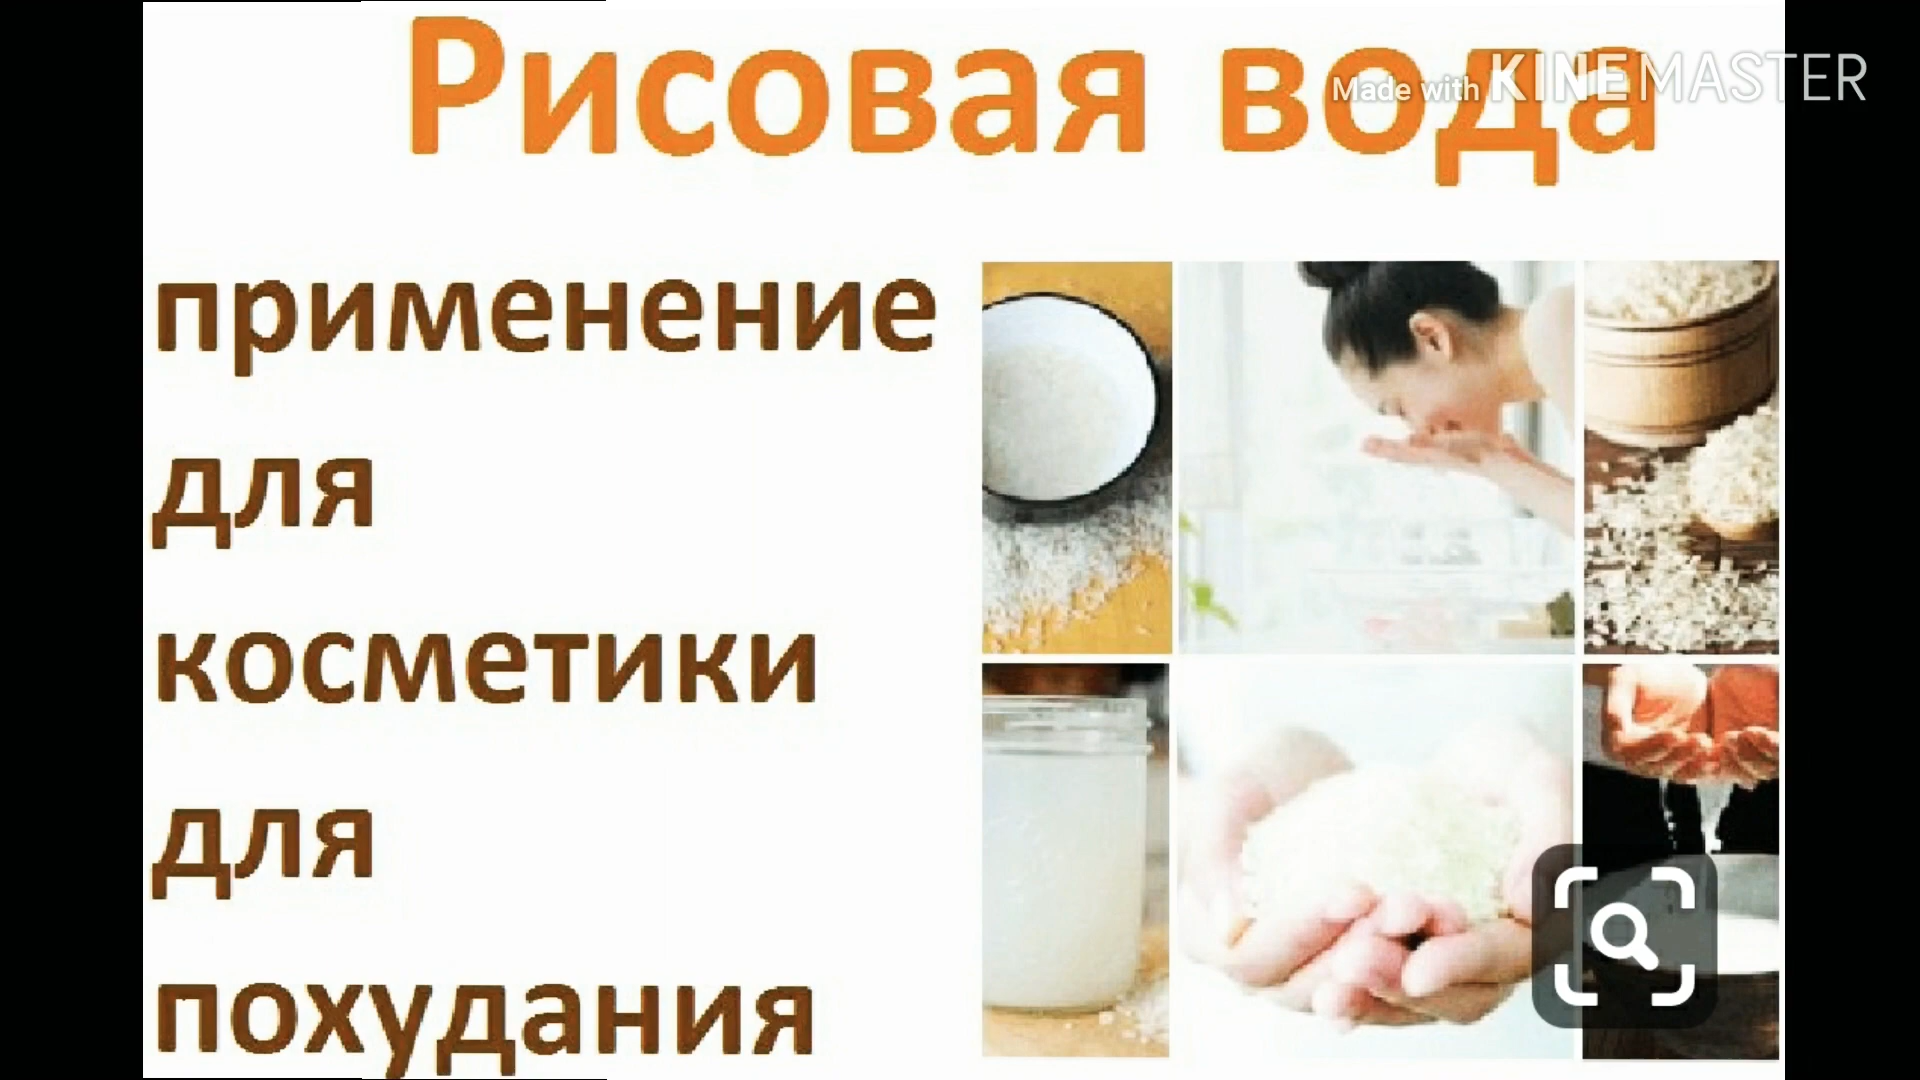 Рисовая вода
Made with KINEMASTER
применение
для
косметики
для
похудания